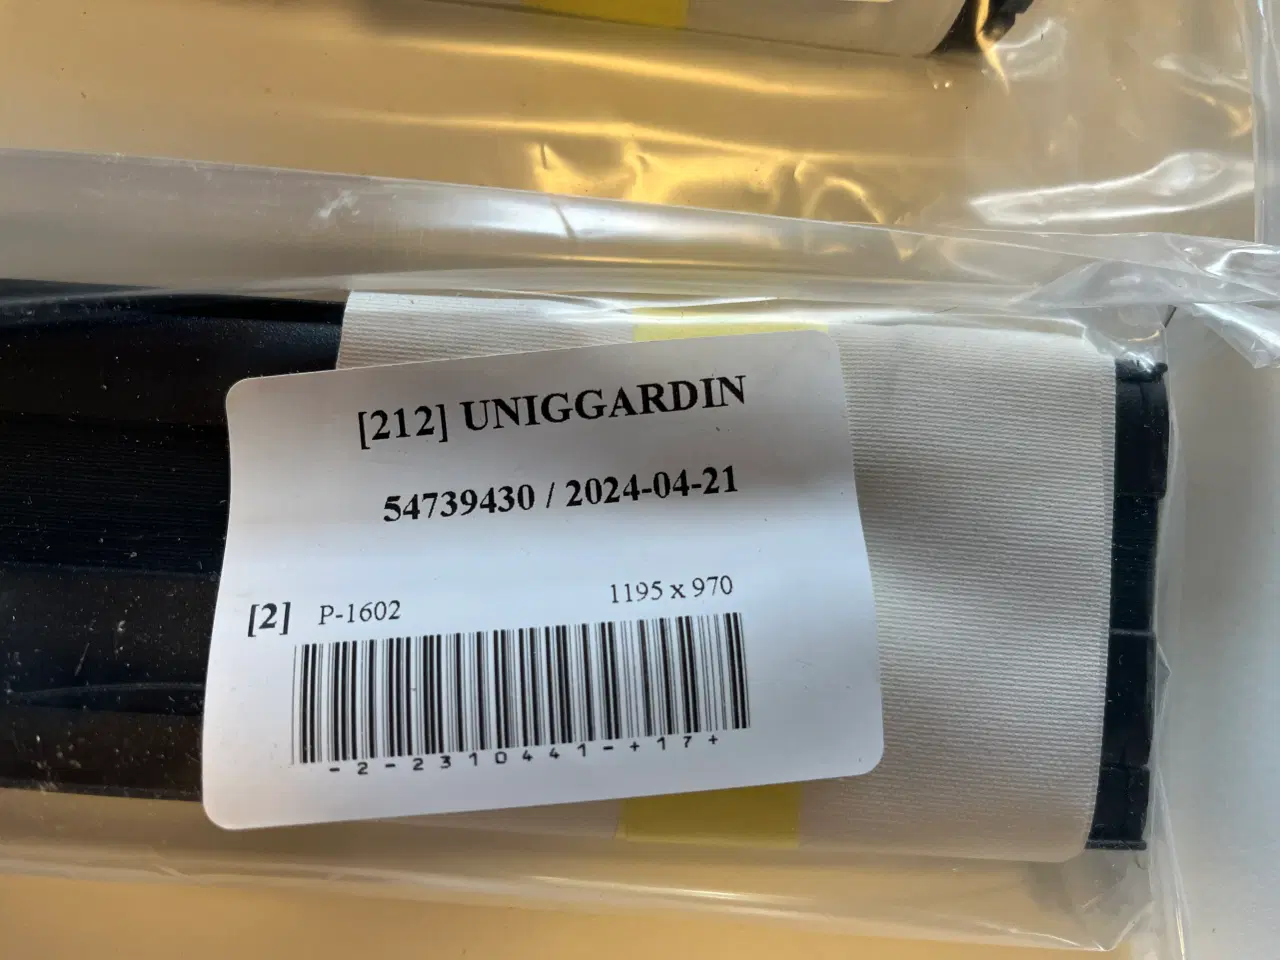 [212] UNIGGARDIN
54739430 / 2024-04-21
[2] P-1602 1195 x 970
-2-2310441-+17+